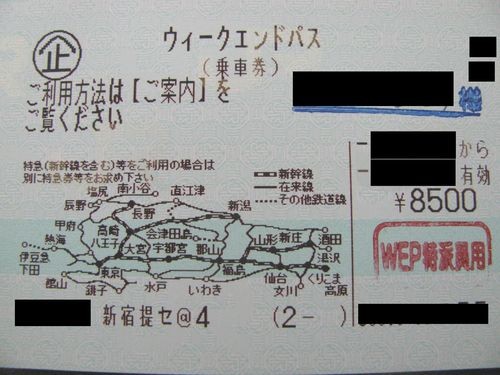 企
ウィークエンドパス
(乗車券)
ご利用方法は【ご案内】を
ご覧ください
様
から
有効
¥8500
特急(新幹線を含む)等をご利用の場合は
別に特急券等をお求め下さい
新幹線
在来線
その他鉄道線
塩尻 南小谷 直江津
辰野 長野 新潟
甲府 高崎 会津田島 山形 新庄 酒田
熱海 八王子 大宮 宇都宮 郡山 湯沢
伊豆急下田 東京 福島 仙台 くりこま高原
館山 銚子 水戸 いわき 女川
WEP特派員用
新宿提セ@4 (2- )